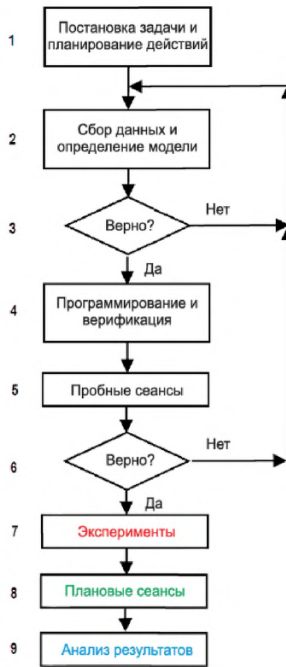 1
Постановка задачи и
планирование действий
2
Сбор данных и
определение модели
3
Верно?
Нет
Да
4
Программирование и
верификация
5
Пробные сеансы
6
Верно?
Нет
Да
7
Эксперименты
8
Плановые сеансы
9
Анализ результатов